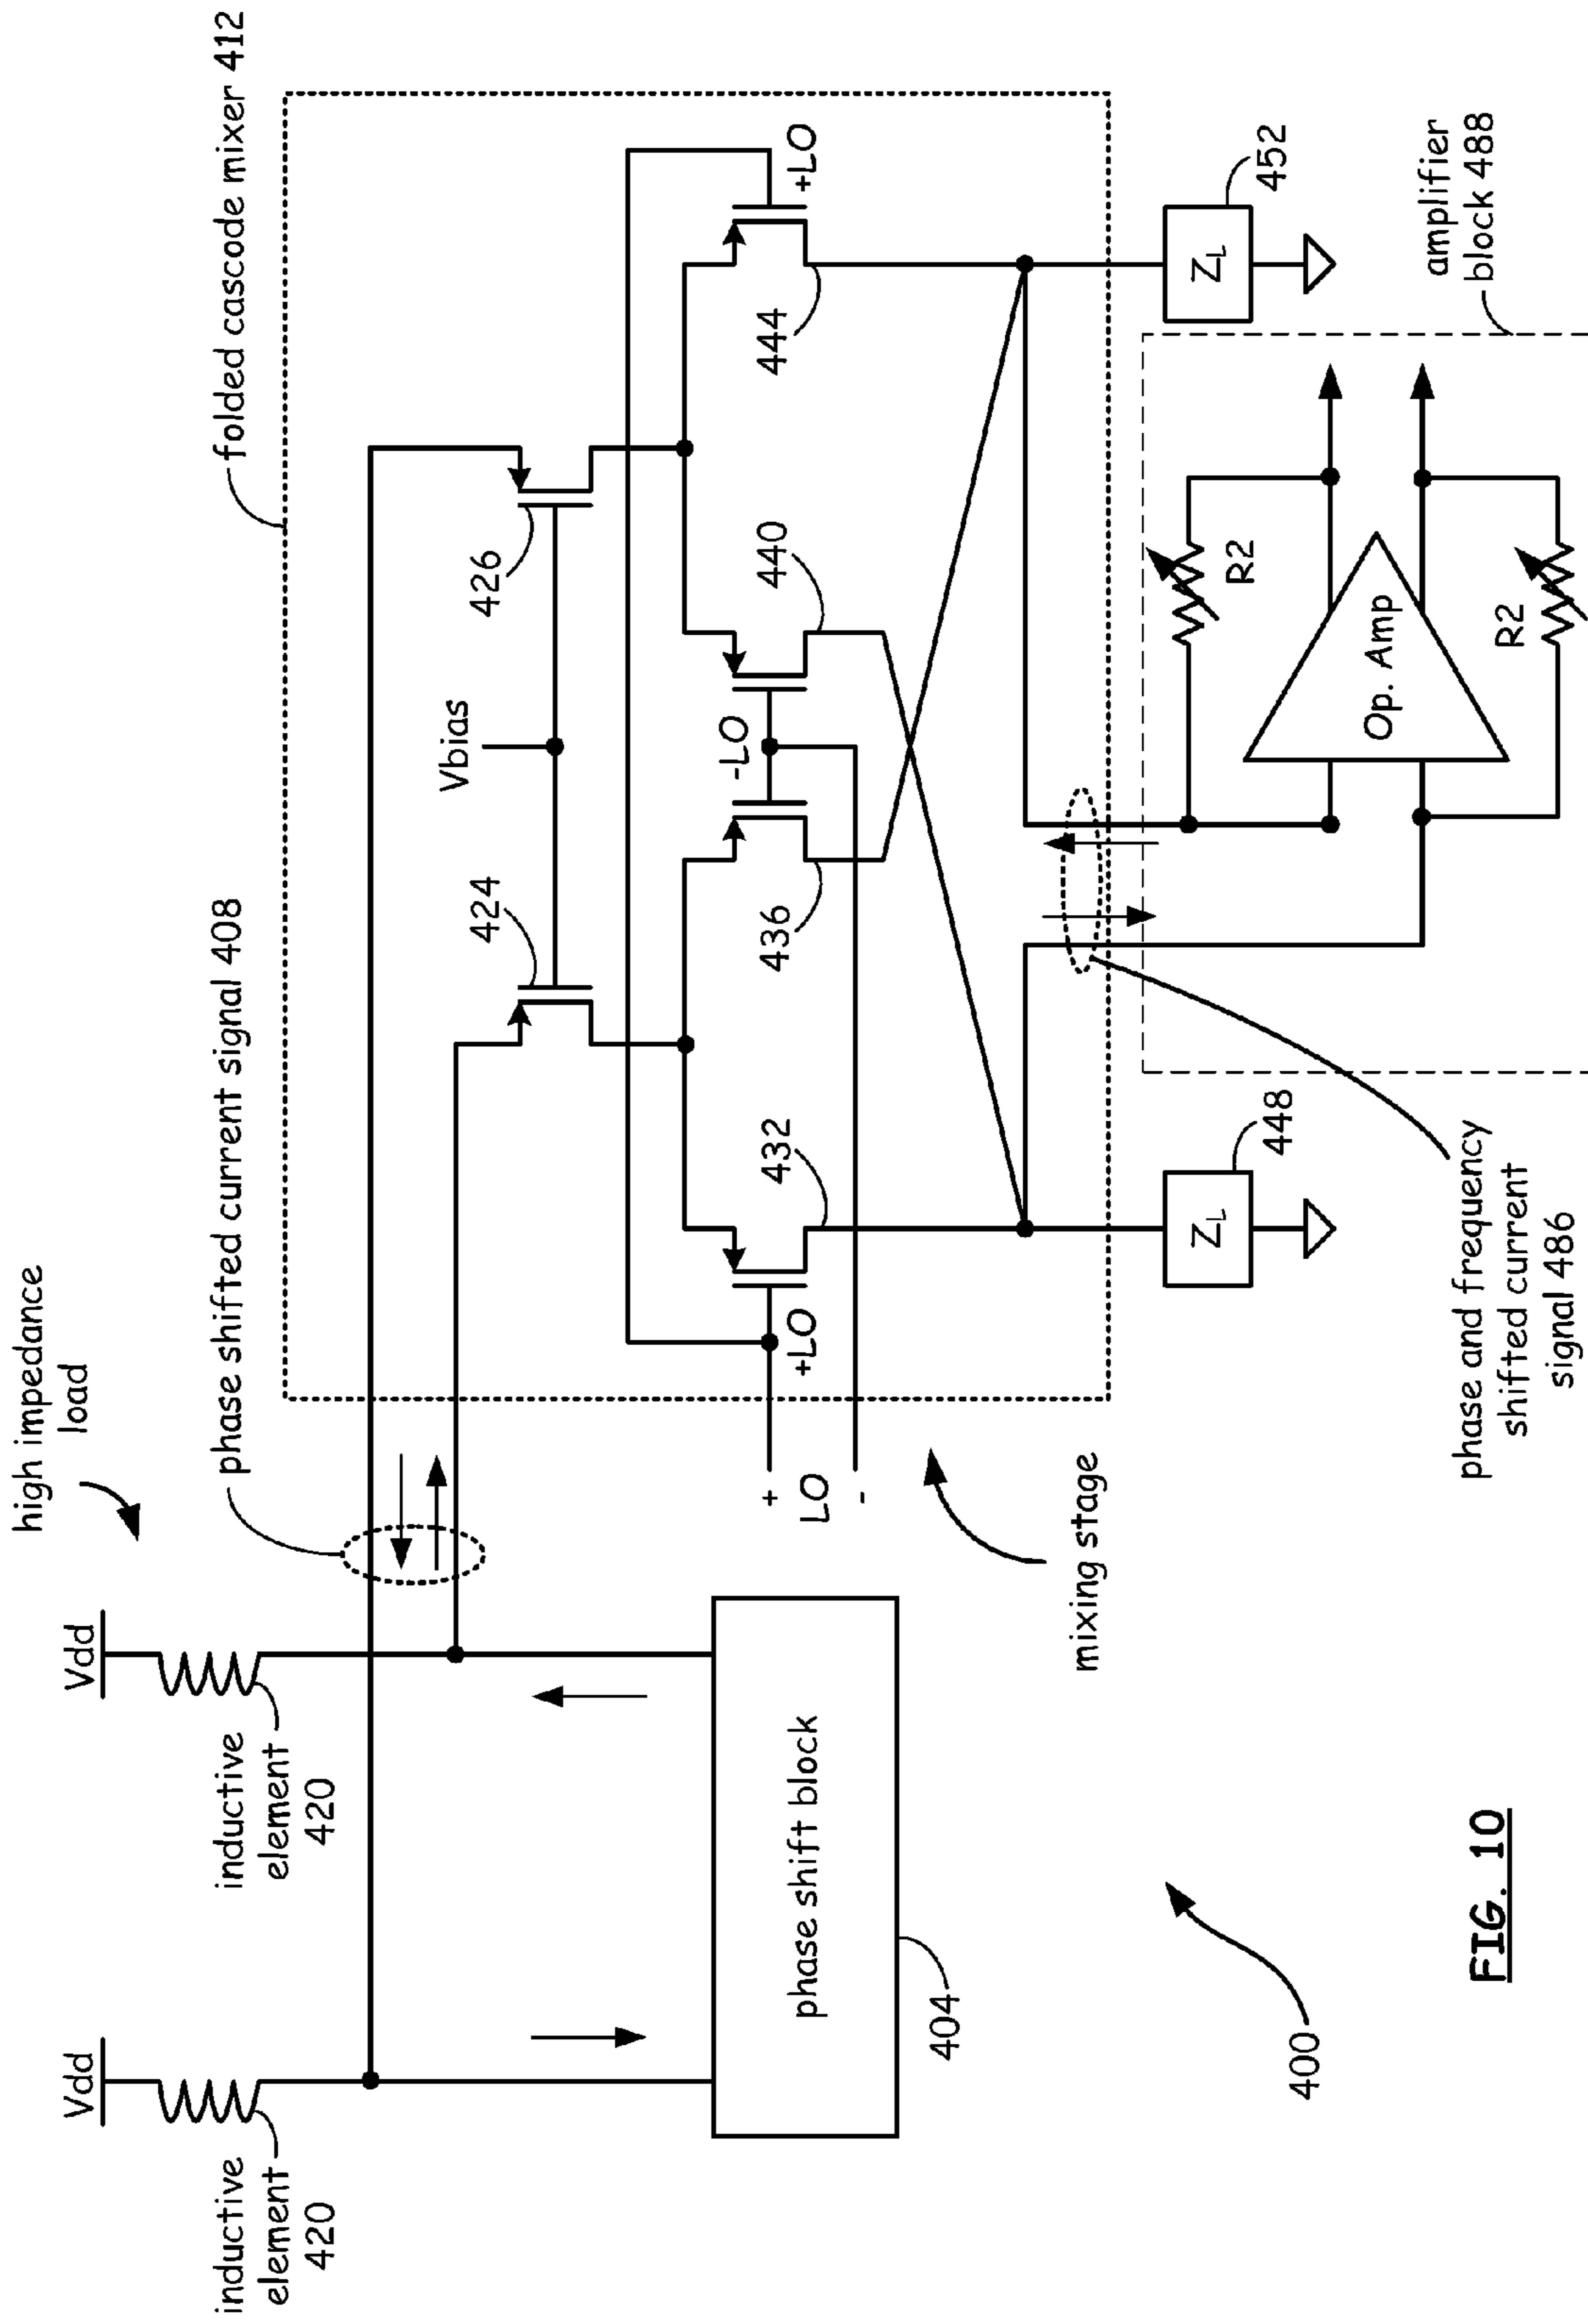 high impedance
load
phase shifted current signal 408
folded cascode mixer 412
Vdd
Vdd
inductive
element
420
inductive
element
420
Vbias
424
426
-LO
+LO
+LO
432
436
440
444
+
LO
-
phase shift block
404
mixing stage
ZL
448
ZL
452
amplifier
block 488
R2
Op. Amp
R2
phase and frequency
shifted current
signal 486
400
FIG. 10